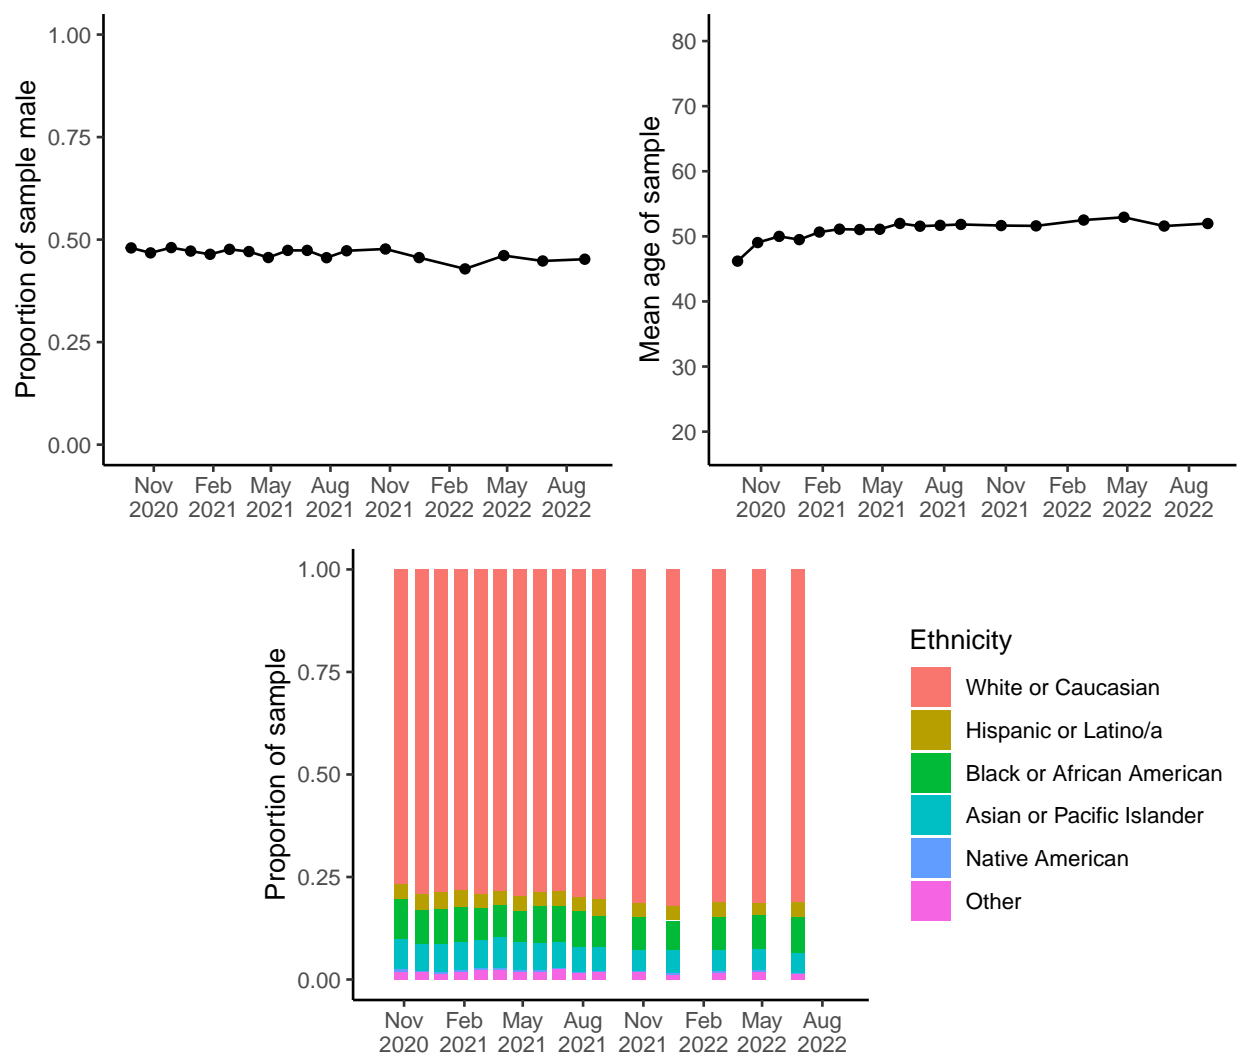 Proportion of sample male
1.00
0.75
0.50
0.25
0.00
Nov Feb May Aug Nov Feb May Aug
2020 2021 2021 2021 2021 2022 2022 2022
Mean age of sample
80
70
60
50
40
30
20
Nov Feb May Aug Nov Feb May Aug
2020 2021 2021 2021 2021 2022 2022 2022
Proportion of sample
1.00
0.75
0.50
0.25
0.00
Nov Feb May Aug Nov Feb May Aug
2020 2021 2021 2021 2021 2022 2022 2022
Ethnicity
White or Caucasian
Hispanic or Latino/a
Black or African American
Asian or Pacific Islander
Native American
Other